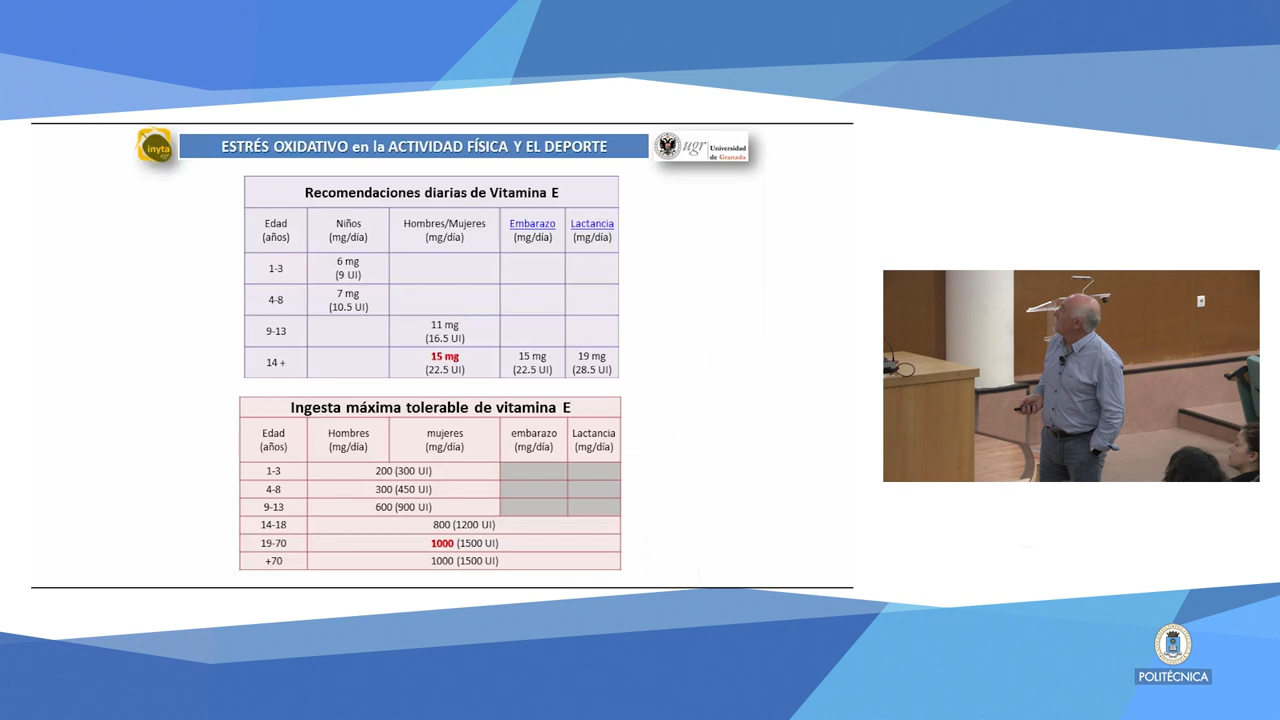 inyta
ESTRÉS OXIDATIVO en la ACTIVIDAD FÍSICA Y EL DEPORTE
ugr
Universidad
de Granada
Recomendaciones diarias de Vitamina E
Edad (años) Niños (mg/día) Hombres/Mujeres (mg/día) Embarazo (mg/día) Lactancia (mg/día)
1-3 6 mg (9 UI)
4-8 7 mg (10.5 UI)
9-13 11 mg (16.5 UI)
14 + 15 mg (22.5 UI) 15 mg (22.5 UI) 19 mg (28.5 UI)
Ingesta máxima tolerable de vitamina E
Edad (años) Hombres (mg/día) mujeres (mg/día) embarazo (mg/día) Lactancia (mg/día)
1-3 200 (300 UI)
4-8 300 (450 UI)
9-13 600 (900 UI)
14-18 800 (1200 UI)
19-70 1000 (1500 UI)
+70 1000 (1500 UI)
POLITÉCNICA